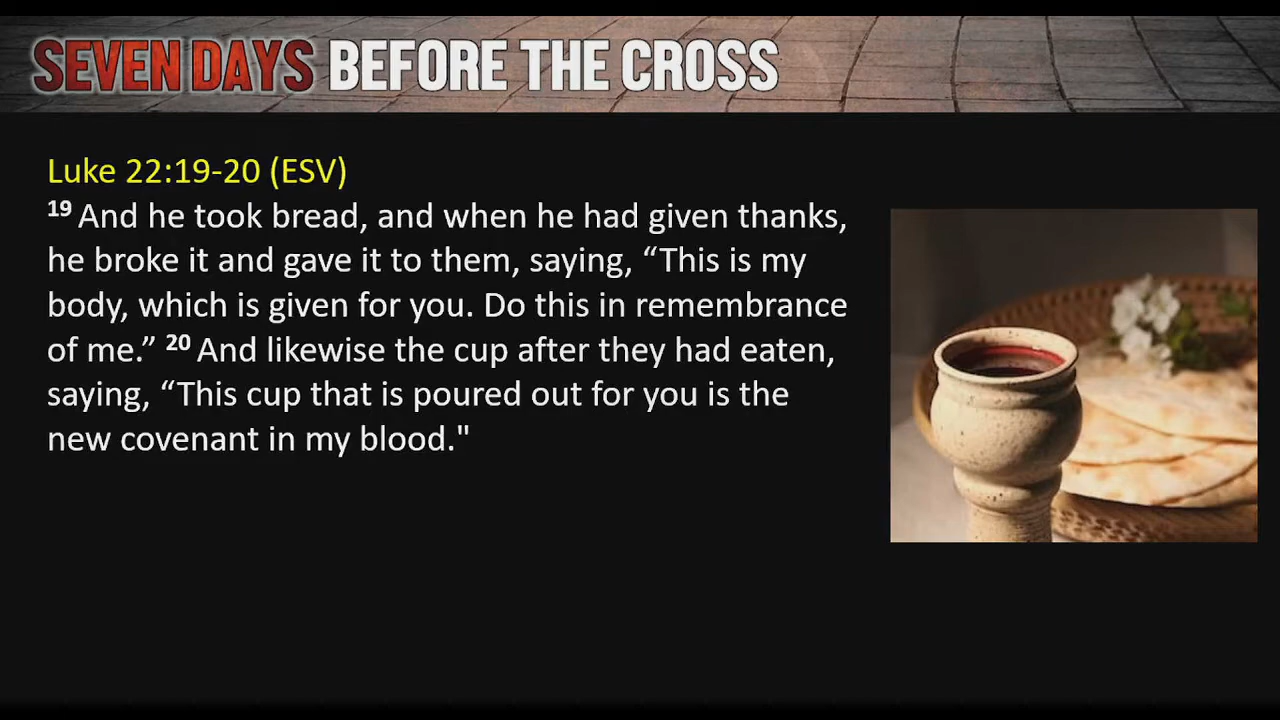 SEVEN DAYS BEFORE THE CROSS
Luke 22:19-20 (ESV)
19 And he took bread, and when he had given thanks,
he broke it and gave it to them, saying, “This is my
body, which is given for you. Do this in remembrance
of me.” 20 And likewise the cup after they had eaten,
saying, “This cup that is poured out for you is the
new covenant in my blood."